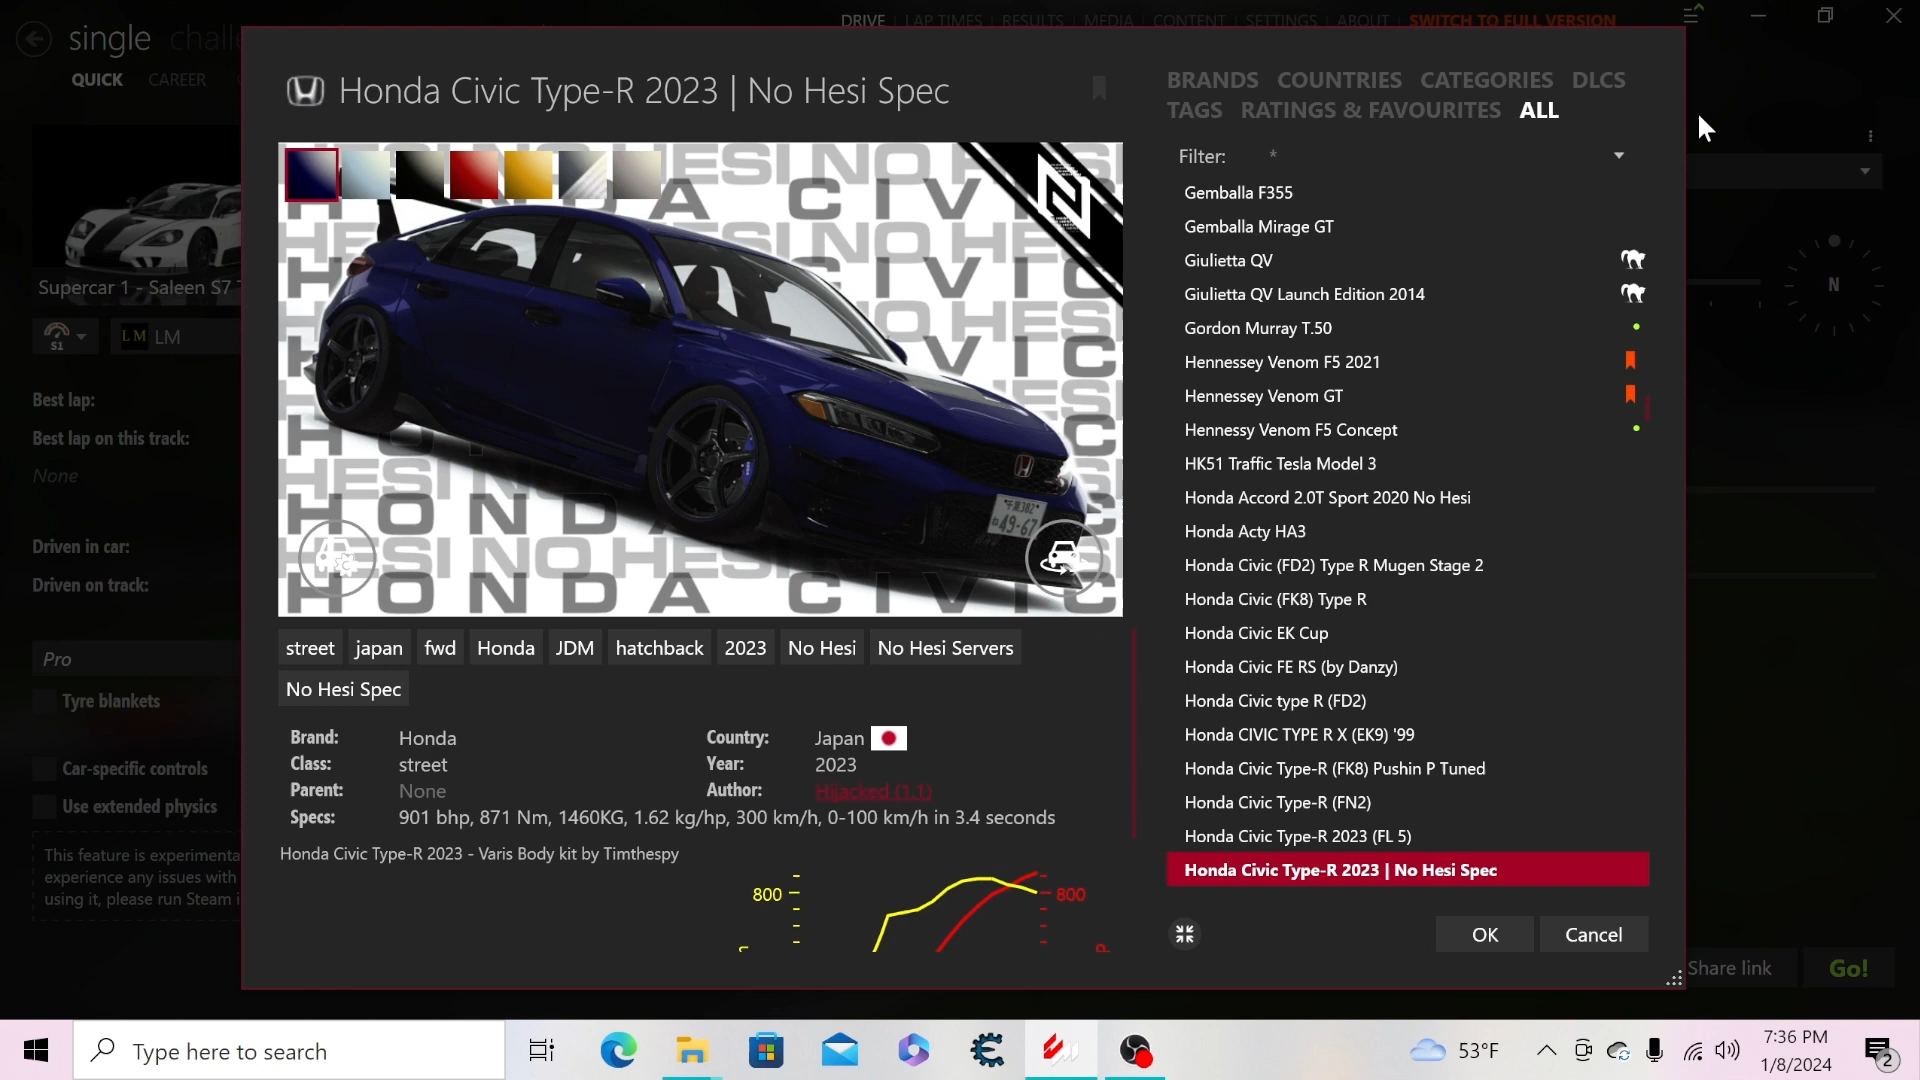 DRIVE | LAP TIMES | RESULTS | MEDIA | CONTENT | SETTINGS | ABOUT | SWITCH TO FULL VERSION
single challe
QUICK CAREER
Supercar 1 - Saleen S7 T
S1
LM LM
Best lap:
Best lap on this track:
None
Driven in car:
Driven on track:
Pro
Tyre blankets
Car-specific controls
Use extended physics
This feature is experimenta
experience any issues with
using it, please run Steam i
Honda Civic Type-R 2023 | No Hesi Spec
HONDA CIVIC
49-67
street japan fwd Honda JDM hatchback 2023 No Hesi No Hesi Servers
No Hesi Spec
Brand: Honda Country: Japan
Class: street Year: 2023
Parent: None Author: Hijacked (1.1)
Specs: 901 bhp, 871 Nm, 1460KG, 1.62 kg/hp, 300 km/h, 0-100 km/h in 3.4 seconds
Honda Civic Type-R 2023 - Varis Body kit by Timthespy
800 800
BRANDS COUNTRIES CATEGORIES DLCS
TAGS RATINGS & FAVOURITES ALL
Filter: *
Gemballa F355
Gemballa Mirage GT
Giulietta QV
Giulietta QV Launch Edition 2014
Gordon Murray T.50
Hennessey Venom F5 2021
Hennessey Venom GT
Hennessy Venom F5 Concept
HK51 Traffic Tesla Model 3
Honda Accord 2.0T Sport 2020 No Hesi
Honda Acty HA3
Honda Civic (FD2) Type R Mugen Stage 2
Honda Civic (FK8) Type R
Honda Civic EK Cup
Honda Civic FE RS (by Danzy)
Honda Civic type R (FD2)
Honda CIVIC TYPE R X (EK9) '99
Honda Civic Type-R (FK8) Pushin P Tuned
Honda Civic Type-R (FN2)
Honda Civic Type-R 2023 (FL 5)
Honda Civic Type-R 2023 | No Hesi Spec
OK Cancel
N
Share link Go!
Type here to search
53°F
7:36 PM
1/8/2024
2